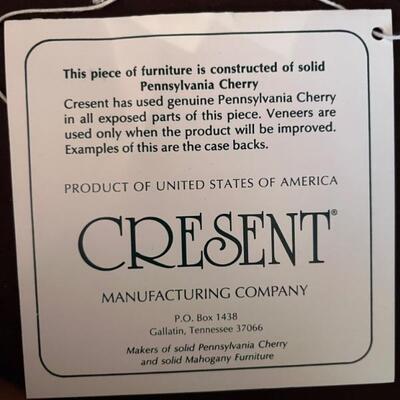 This piece of furniture is constructed of solid
Pennsylvania Cherry
Cresent has used genuine Pennsylvania Cherry
in all exposed parts of this piece. Veneers are
used only when the product will be improved.
Examples of this are the case backs.
PRODUCT OF UNITED STATES OF AMERICA
CRESENT®
MANUFACTURING COMPANY
P.O. Box 1438
Gallatin, Tennessee 37066
Makers of solid Pennsylvania Cherry
and solid Mahogany Furniture